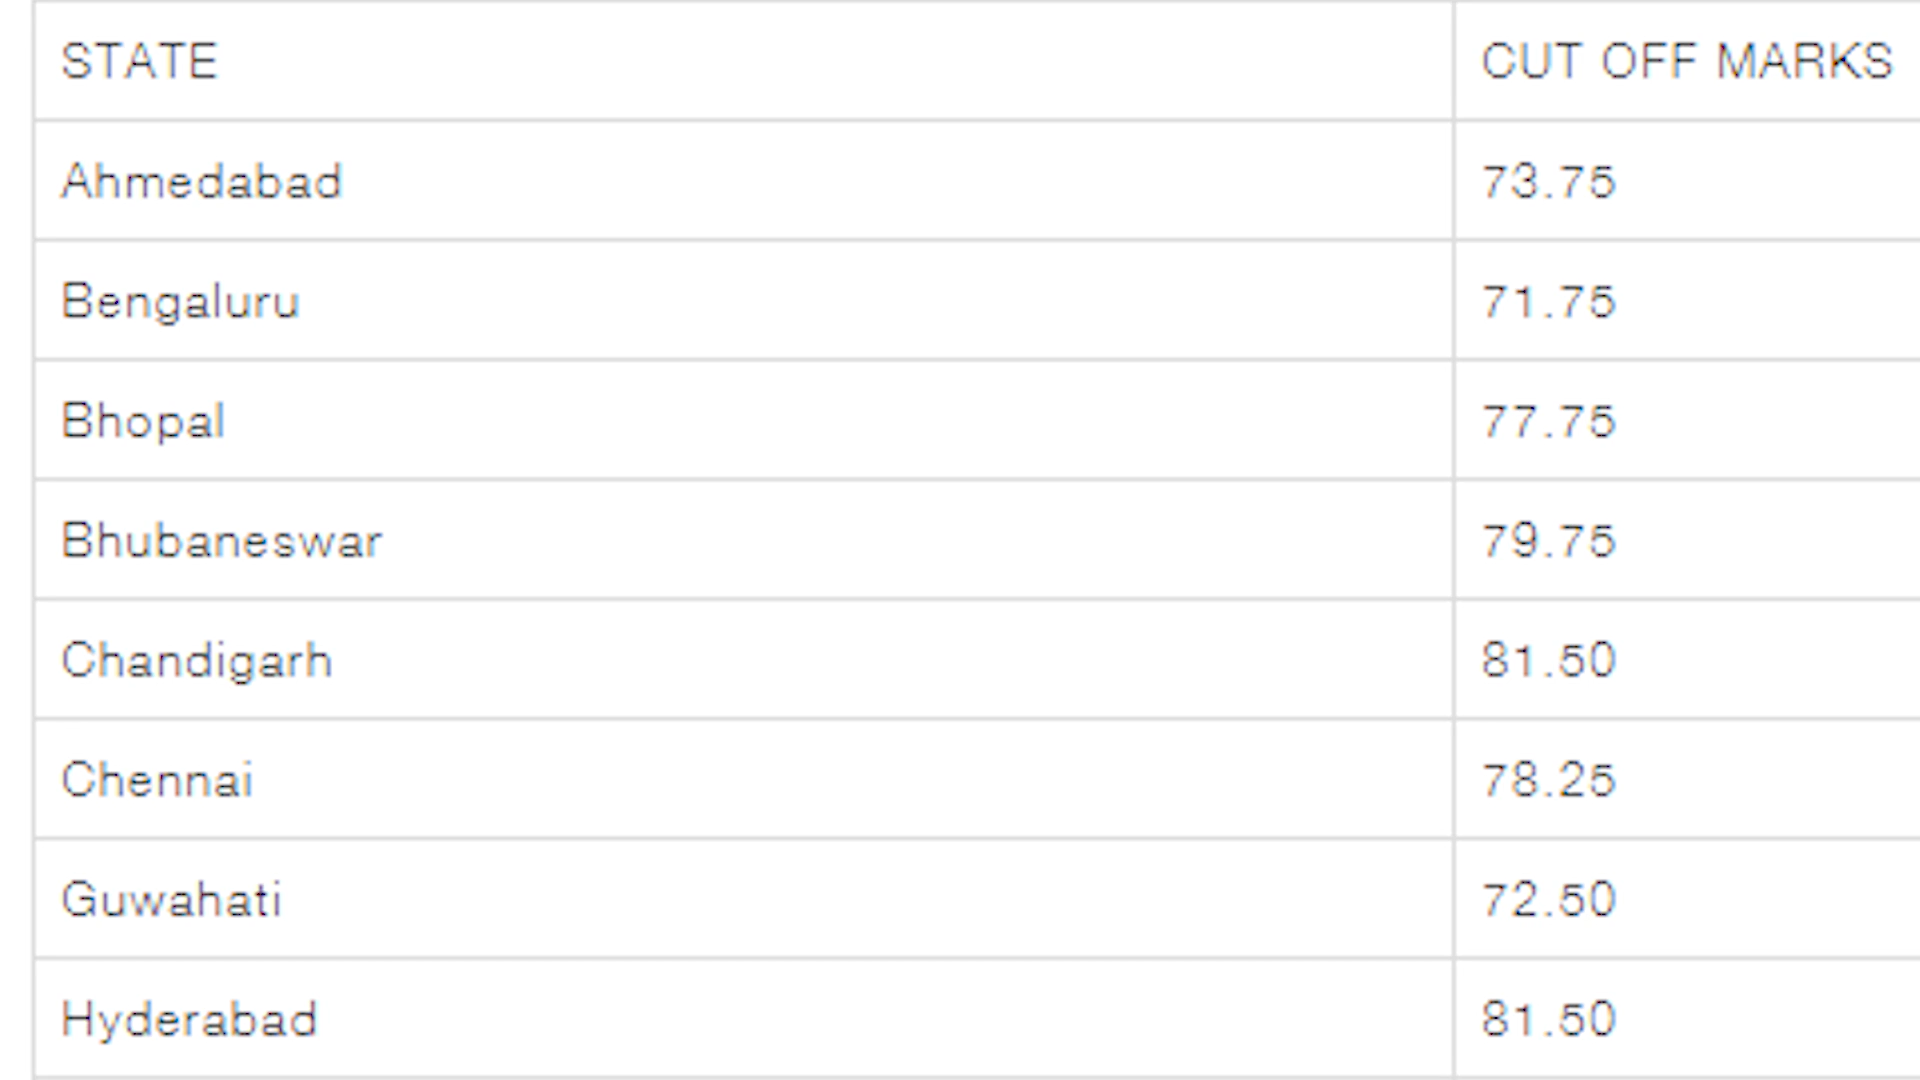 STATE CUT OFF MARKS
Ahmedabad 73.75
Bengaluru 71.75
Bhopal 77.75
Bhubaneswar 79.75
Chandigarh 81.50
Chennai 78.25
Guwahati 72.50
Hyderabad 81.50